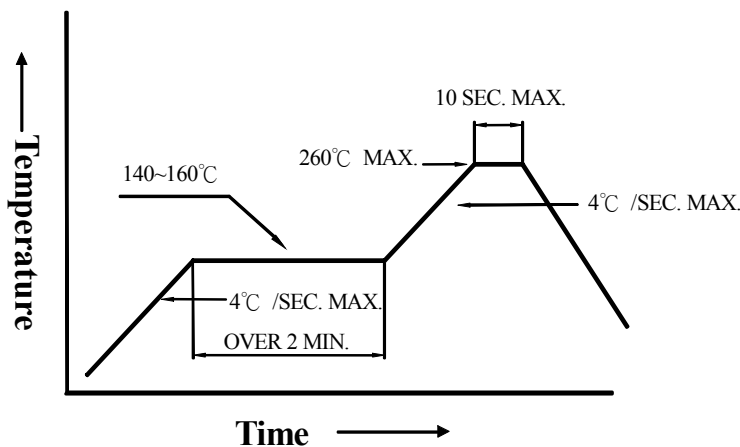 10 SEC. MAX.
260℃ MAX.
140~160℃
4℃ /SEC. MAX.
4℃ /SEC. MAX.
OVER 2 MIN.
Temperature
Time